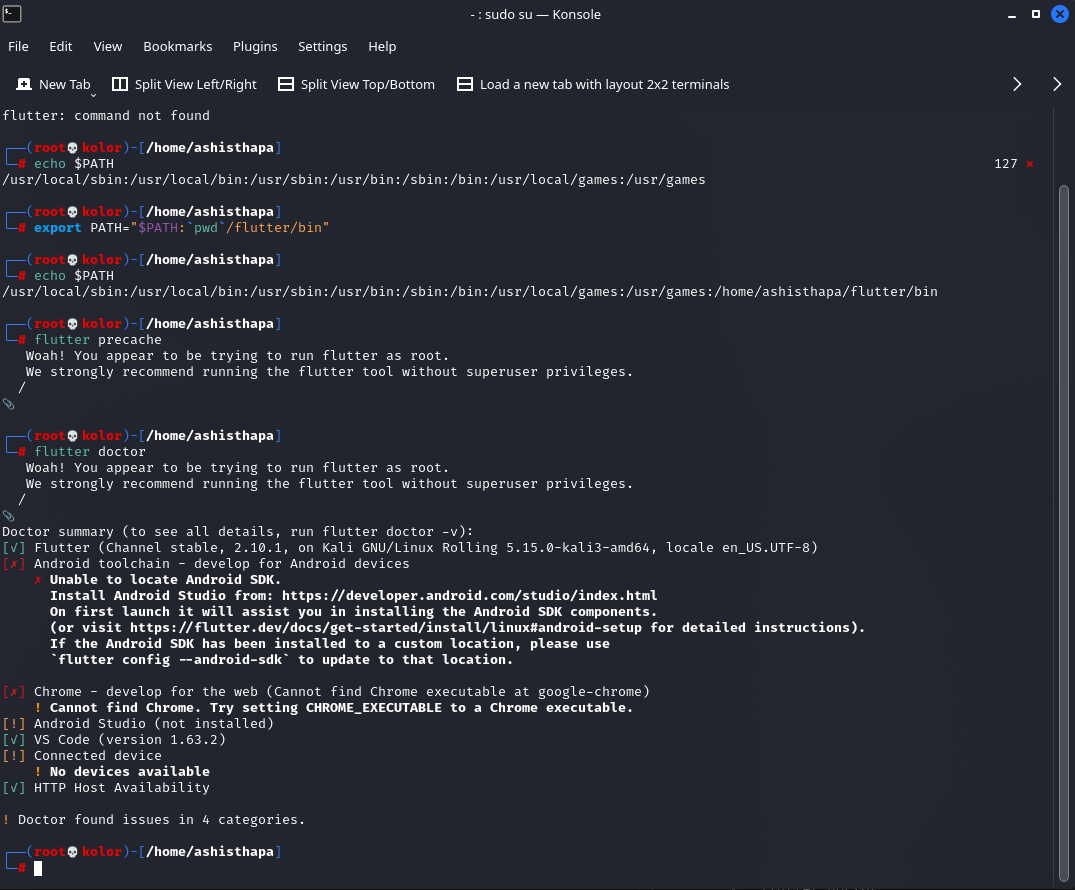 - : sudo su — Konsole
File Edit View Bookmarks Plugins Settings Help
New Tab Split View Left/Right Split View Top/Bottom Load a new tab with layout 2x2 terminals
flutter: command not found
┌──(root💀kolor)-[/home/ashisthapa]
└─# echo $PATH 127 ⨯
/usr/local/sbin:/usr/local/bin:/usr/sbin:/usr/bin:/sbin:/bin:/usr/local/games:/usr/games
┌──(root💀kolor)-[/home/ashisthapa]
└─# export PATH="$PATH:`pwd`/flutter/bin"
┌──(root💀kolor)-[/home/ashisthapa]
└─# echo $PATH
/usr/local/sbin:/usr/local/bin:/usr/sbin:/usr/bin:/sbin:/bin:/usr/local/games:/usr/games:/home/ashisthapa/flutter/bin
┌──(root💀kolor)-[/home/ashisthapa]
└─# flutter precache
Woah! You appear to be trying to run flutter as root.
We strongly recommend running the flutter tool without superuser privileges.
/
📎
┌──(root💀kolor)-[/home/ashisthapa]
└─# flutter doctor
Woah! You appear to be trying to run flutter as root.
We strongly recommend running the flutter tool without superuser privileges.
/
📎
Doctor summary (to see all details, run flutter doctor -v):
[√] Flutter (Channel stable, 2.10.1, on Kali GNU/Linux Rolling 5.15.0-kali3-amd64, locale en_US.UTF-8)
[✗] Android toolchain - develop for Android devices
✗ Unable to locate Android SDK.
Install Android Studio from: https://developer.android.com/studio/index.html
On first launch it will assist you in installing the Android SDK components.
(or visit https://flutter.dev/docs/get-started/install/linux#android-setup for detailed instructions).
If the Android SDK has been installed to a custom location, please use
`flutter config --android-sdk` to update to that location.
[✗] Chrome - develop for the web (Cannot find Chrome executable at google-chrome)
! Cannot find Chrome. Try setting CHROME_EXECUTABLE to a Chrome executable.
[!] Android Studio (not installed)
[√] VS Code (version 1.63.2)
[!] Connected device
! No devices available
[√] HTTP Host Availability
! Doctor found issues in 4 categories.
┌──(root💀kolor)-[/home/ashisthapa]
└─#